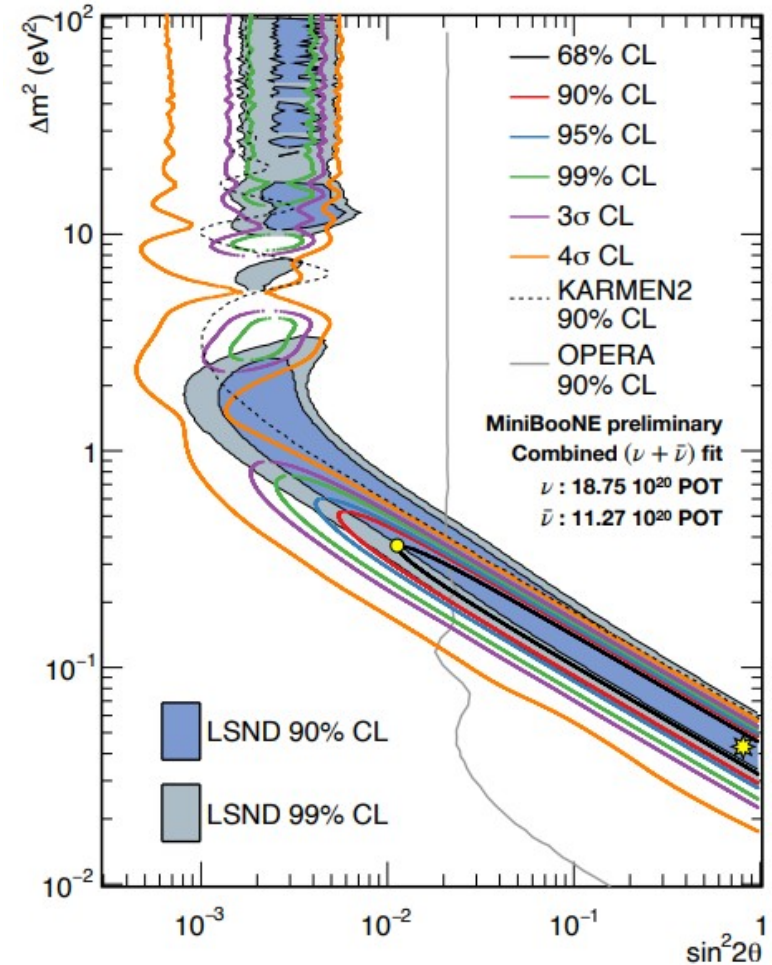 Δm² (eV²)
10²
10
1
10⁻¹
10⁻²
68% CL
90% CL
95% CL
99% CL
3σ CL
4σ CL
KARMEN2
90% CL
OPERA
90% CL
MiniBooNE preliminary
Combined (ν + ν̄) fit
ν : 18.75 10²⁰ POT
ν̄ : 11.27 10²⁰ POT
LSND 90% CL
LSND 99% CL
10⁻³
10⁻²
10⁻¹
1
sin²2θ